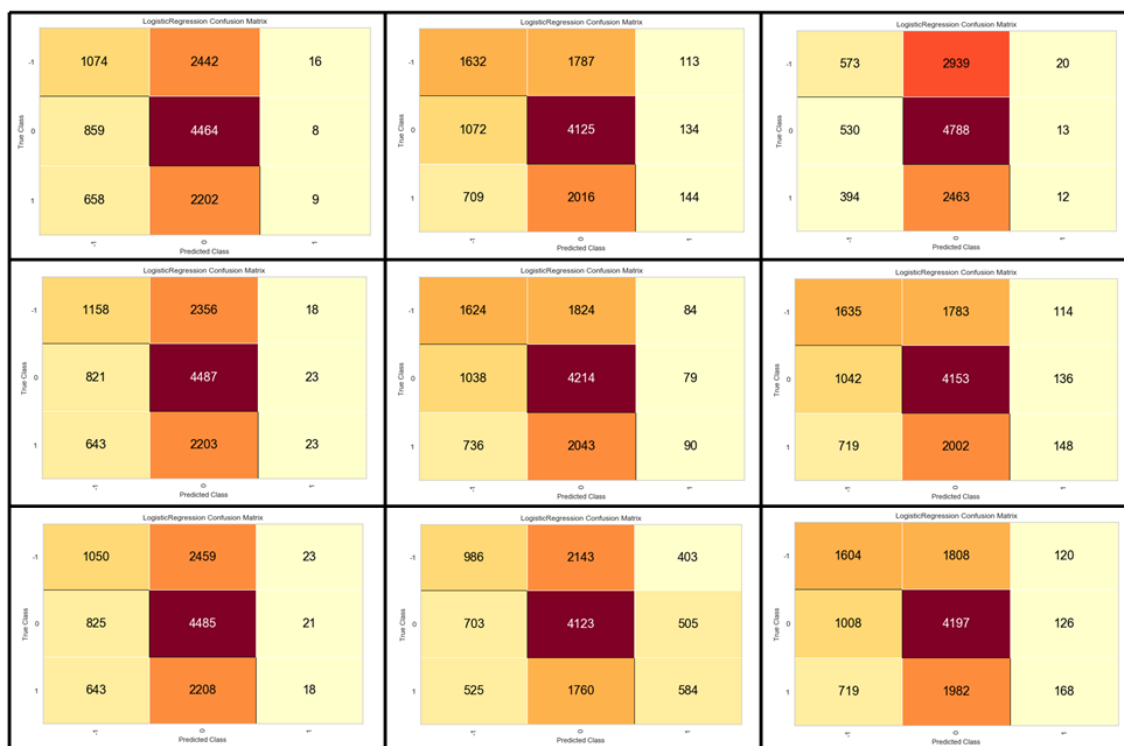 LogisticRegression Confusion Matrix
LogisticRegression Confusion Matrix
LogisticRegression Confusion Matrix
-1 1074 2442 16
-1 1632 1787 113
-1 573 2939 20
True Class 0 859 4464 8
True Class 0 1072 4125 134
True Class 0 530 4788 13
1 658 2202 9
1 709 2016 144
1 394 2463 12
-1 0 1
-1 0 1
-1 0 1
Predicted Class
Predicted Class
Predicted Class
LogisticRegression Confusion Matrix
LogisticRegression Confusion Matrix
LogisticRegression Confusion Matrix
-1 1158 2356 18
-1 1624 1824 84
-1 1635 1783 114
True Class 0 821 4487 23
True Class 0 1038 4214 79
True Class 0 1042 4153 136
1 643 2203 23
1 736 2043 90
1 719 2002 148
-1 0 1
-1 0 1
-1 0 1
Predicted Class
Predicted Class
Predicted Class
LogisticRegression Confusion Matrix
LogisticRegression Confusion Matrix
LogisticRegression Confusion Matrix
-1 1050 2459 23
-1 986 2143 403
-1 1604 1808 120
True Class 0 825 4485 21
True Class 0 703 4123 505
True Class 0 1008 4197 126
1 643 2208 18
1 525 1760 584
1 719 1982 168
-1 0 1
-1 0 1
-1 0 1
Predicted Class
Predicted Class
Predicted Class